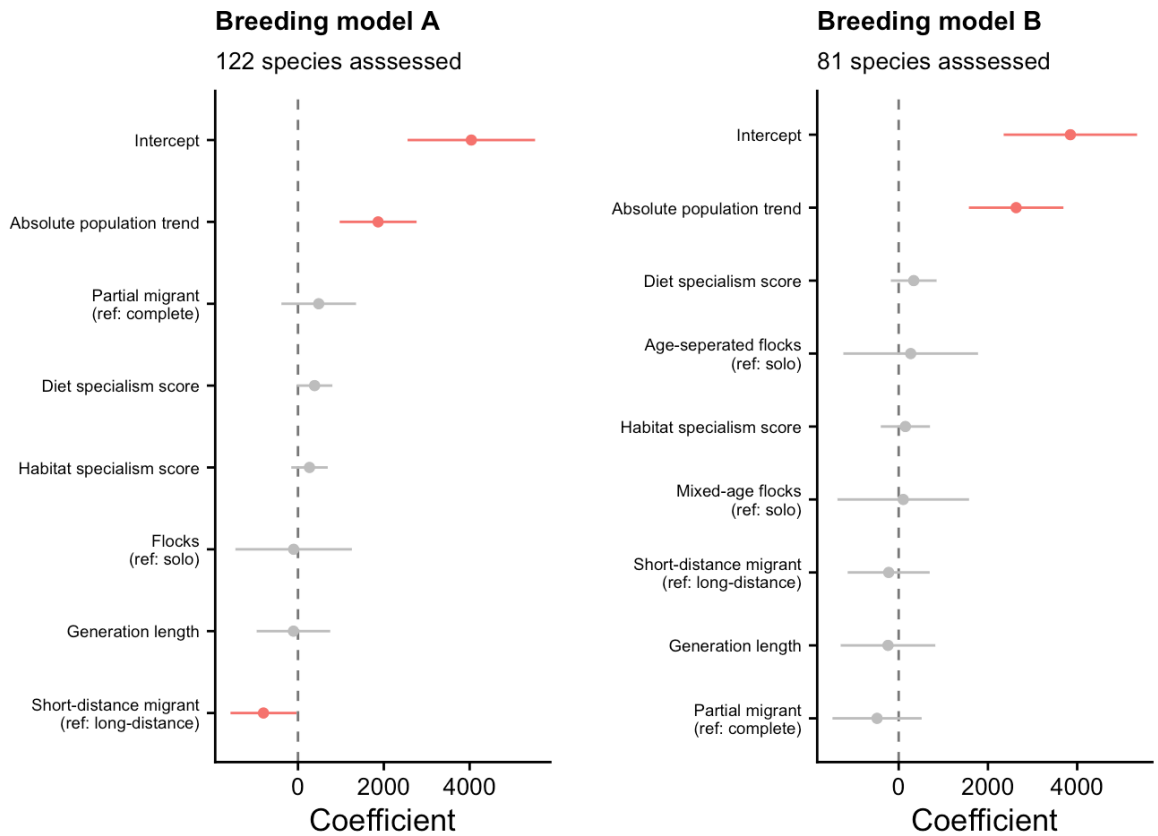 Breeding model A
122 species asssessed
Intercept
Absolute population trend
Partial migrant
(ref: complete)
Diet specialism score
Habitat specialism score
Flocks
(ref: solo)
Generation length
Short-distance migrant
(ref: long-distance)
0 2000 4000
Coefficient
Breeding model B
81 species asssessed
Intercept
Absolute population trend
Diet specialism score
Age-seperated flocks
(ref: solo)
Habitat specialism score
Mixed-age flocks
(ref: solo)
Short-distance migrant
(ref: long-distance)
Generation length
Partial migrant
(ref: complete)
0 2000 4000
Coefficient